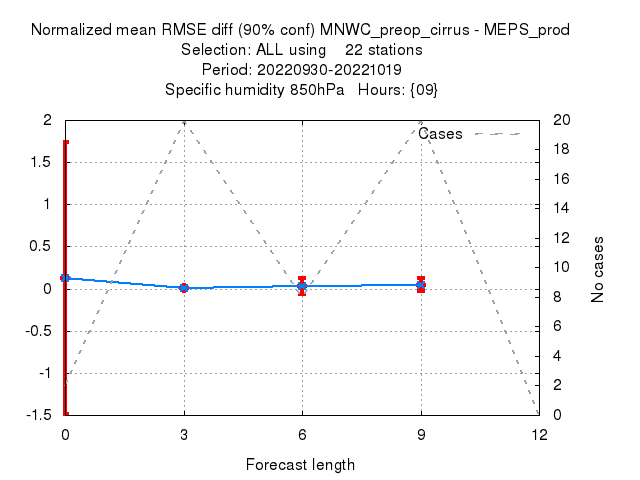 Normalized mean RMSE diff (90% conf) MNWC_preop_cirrus - MEPS_prod
Selection: ALL using    22 stations
Period: 20220930-20221019
Specific humidity 850hPa   Hours: {09}
2
1.5
1
0.5
0
-0.5
-1
-1.5
Cases
20
18
16
14
12
10
8
6
4
2
0
No cases
0 3 6 9 12
Forecast length